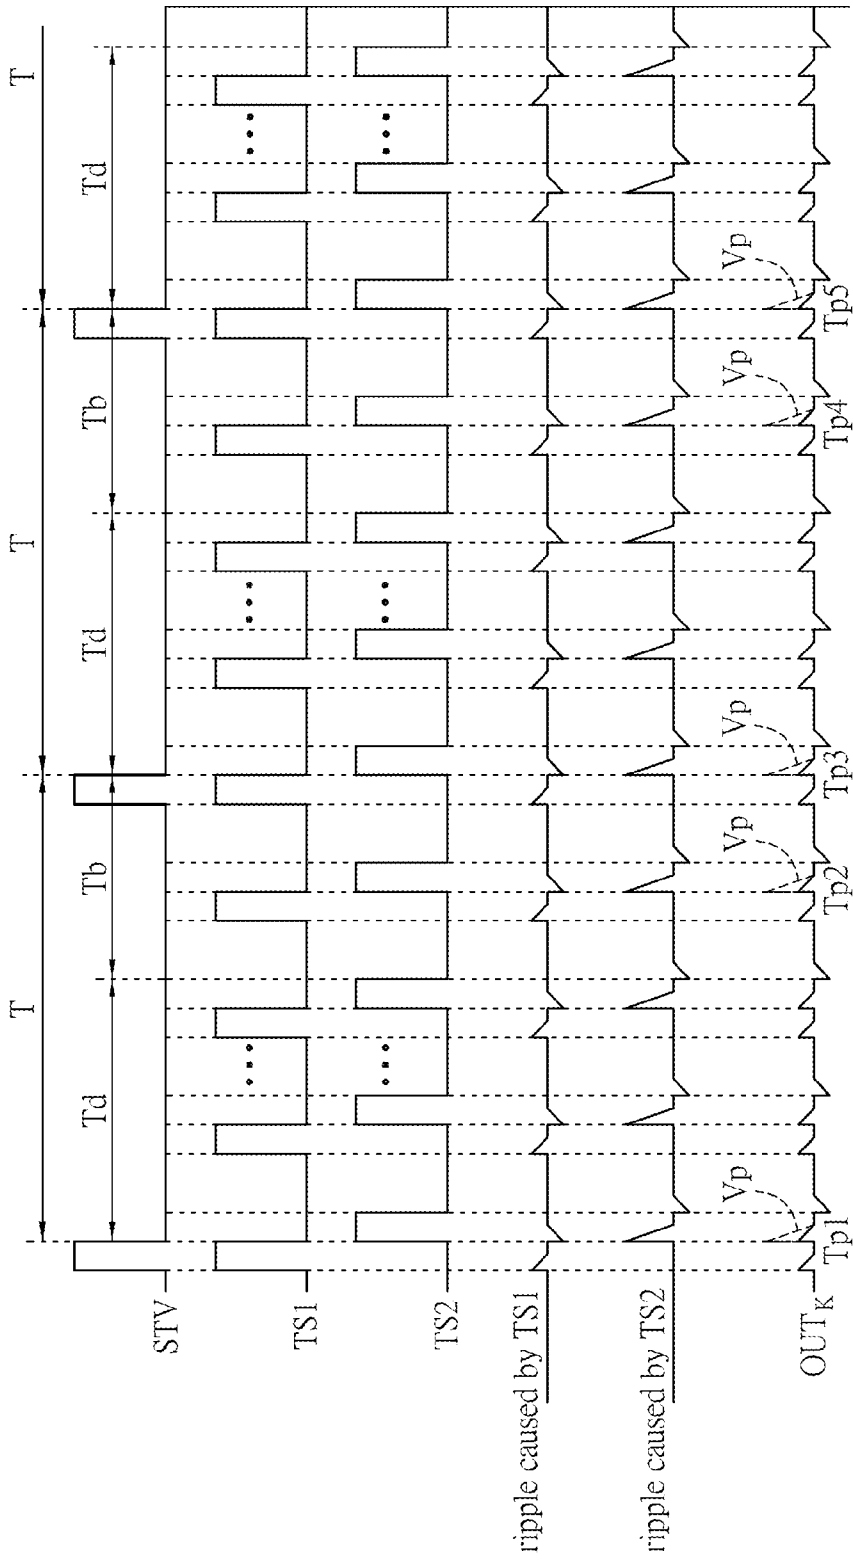 T T T
Td Tb Td Tb Td
STV
TS1
TS2
ripple caused by TS1
ripple caused by TS2
Vp Vp Vp Vp Vp
OUTK
Tp1 Tp2 Tp3 Tp4 Tp5